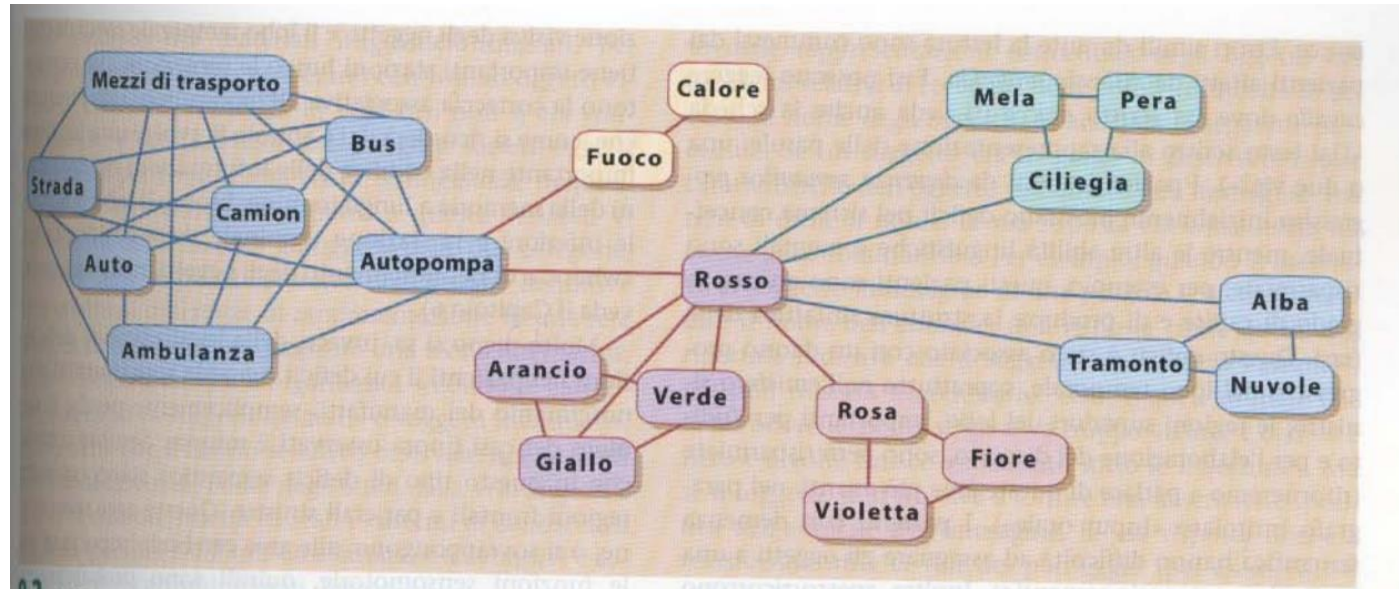 Mezzi di trasporto
Calore
Mela
Pera
Bus
Fuoco
Strada
Ciliegia
Camion
Auto
Autopompa
Rosso
Alba
Ambulanza
Tramonto
Arancio
Nuvole
Verde
Rosa
Giallo
Fiore
Violetta